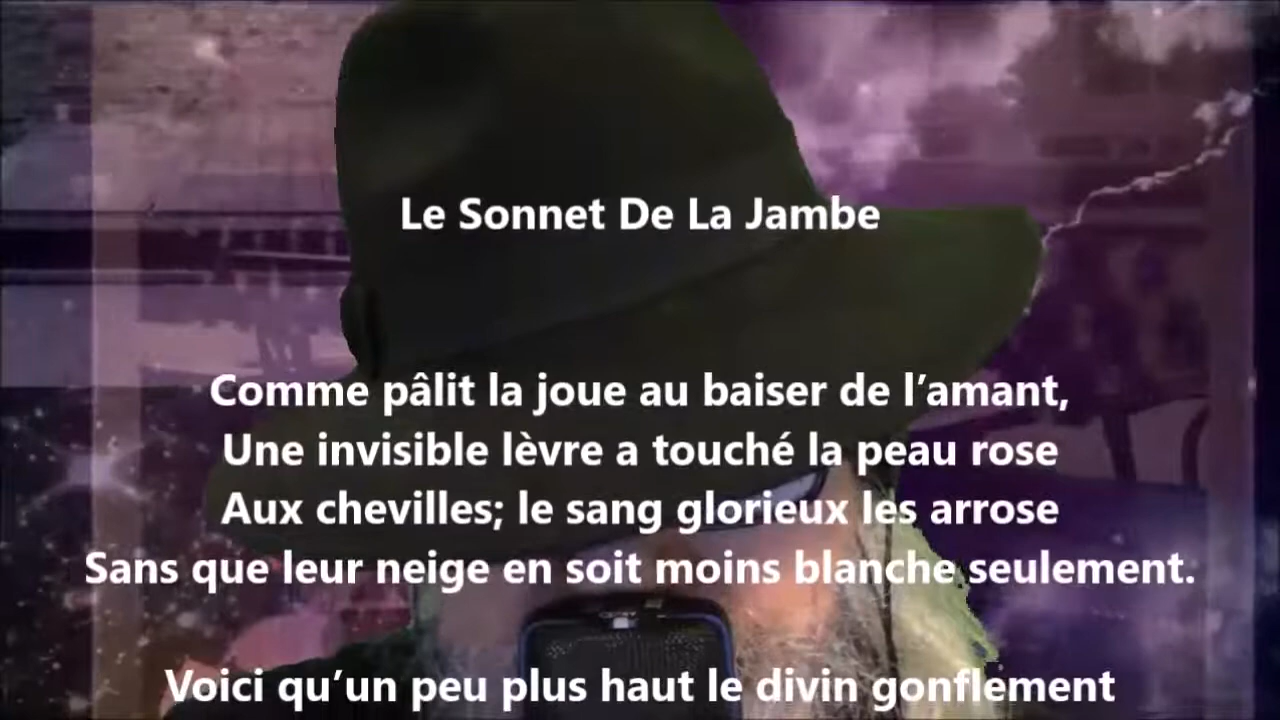 Le Sonnet De La Jambe
Comme pâlit la joue au baiser de l’amant,
Une invisible lèvre a touché la peau rose
Aux chevilles; le sang glorieux les arrose
Sans que leur neige en soit moins blanche seulement.
Voici qu’un peu plus haut le divin gonflement